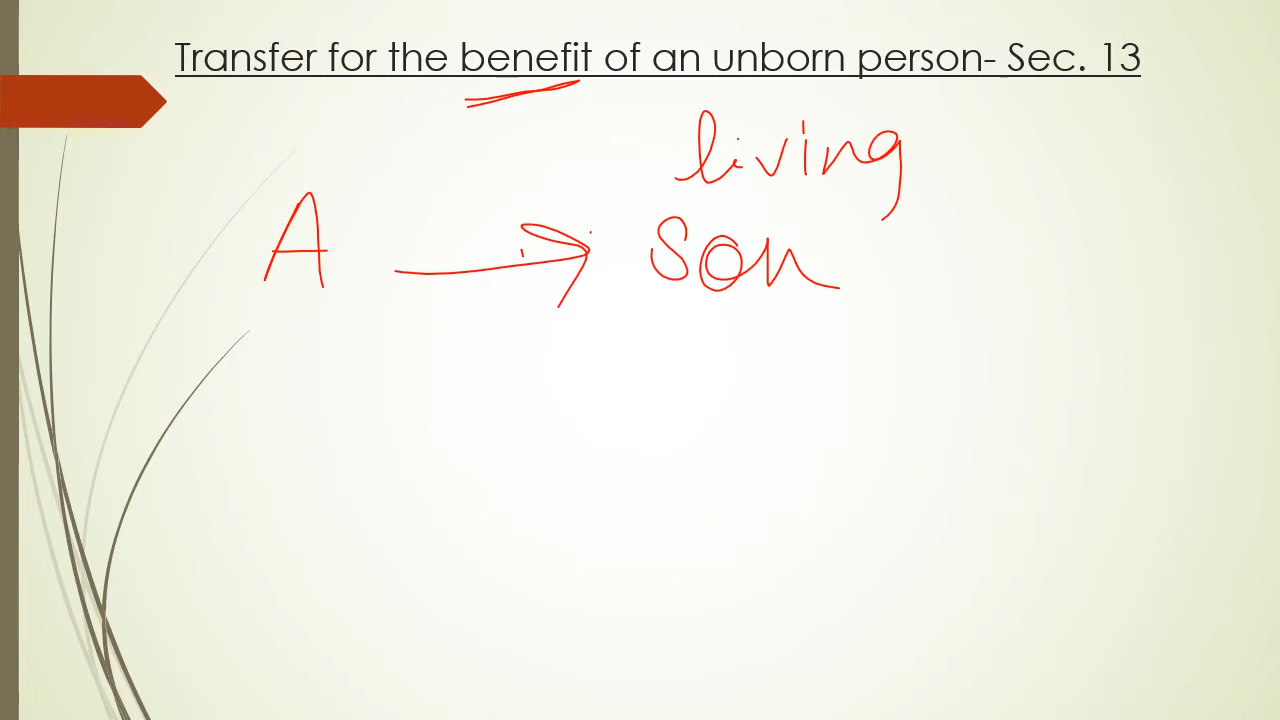 Transfer for the benefit of an unborn person- Sec. 13
living
A son